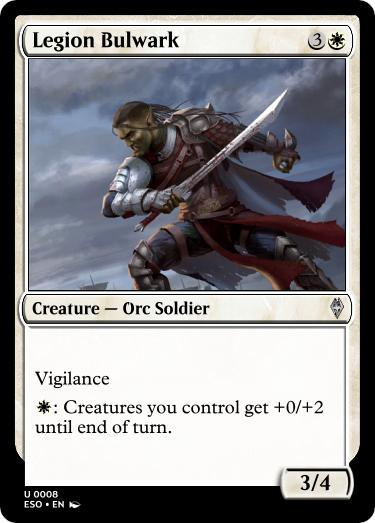 Legion Bulwark 3
Creature — Orc Soldier
Vigilance
: Creatures you control get +0/+2
until end of turn.
3/4
U 0008
ESO • EN